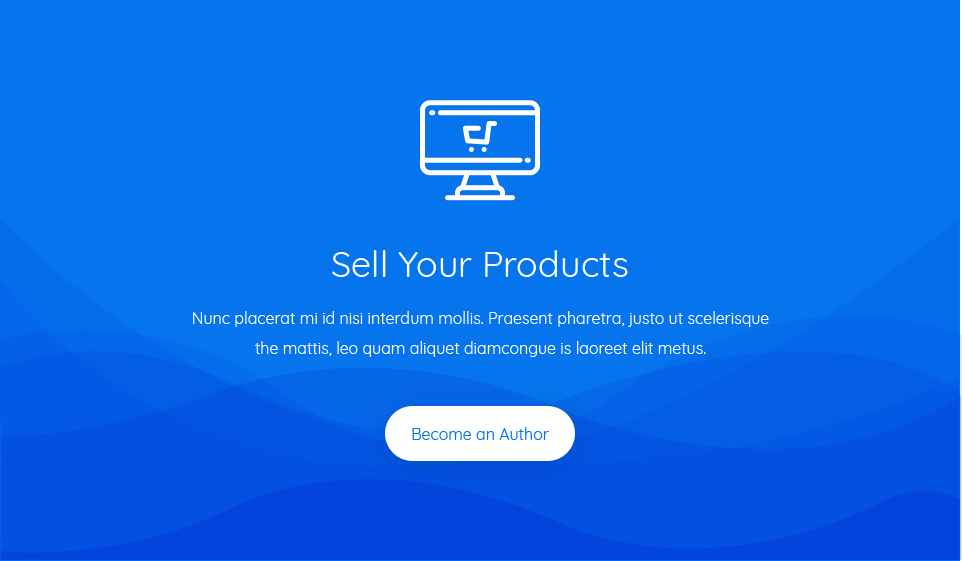 Sell Your Products
Nunc placerat mi id nisi interdum mollis. Praesent pharetra, justo ut scelerisque
the mattis, leo quam aliquet diamcongue is laoreet elit metus.
Become an Author